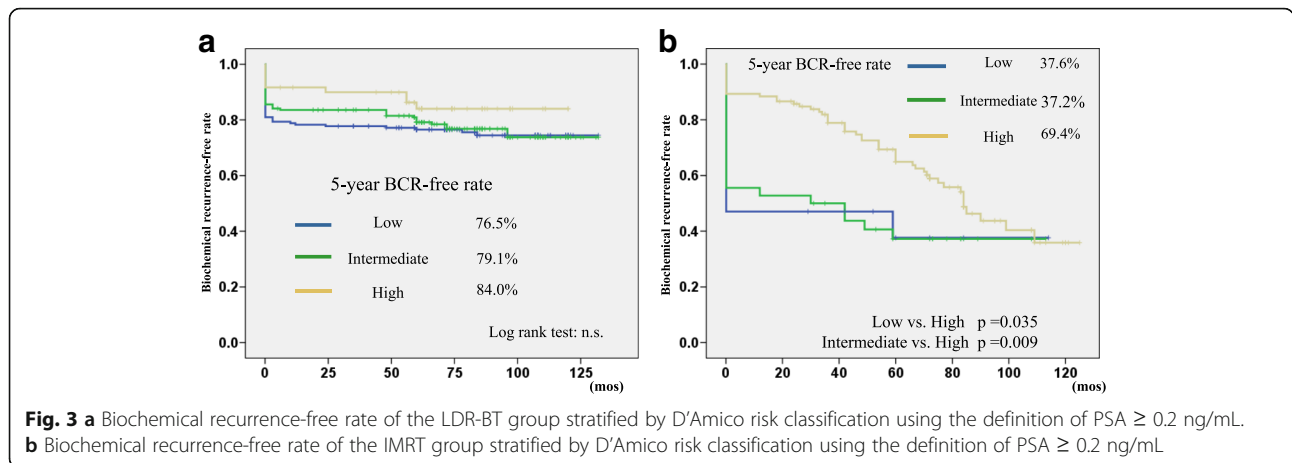 a
Biochemical recurrence-free rate
1.0
0.8
0.6
0.4
0.2
0.0
5-year BCR-free rate
Low 76.5%
Intermediate 79.1%
High 84.0%
Log rank test: n.s.
0 25 50 75 100 125
(mos)
b
Biochemical recurrence-free rate
1.0
0.8
0.6
0.4
0.2
0.0
5-year BCR-free rate
Low 37.6%
Intermediate 37.2%
High 69.4%
Low vs. High p =0.035
Intermediate vs. High p =0.009
0 20 40 60 80 100 120
(mos)
Fig. 3 a Biochemical recurrence-free rate of the LDR-BT group stratified by D'Amico risk classification using the definition of PSA ≥ 0.2 ng/mL.
b Biochemical recurrence-free rate of the IMRT group stratified by D'Amico risk classification using the definition of PSA ≥ 0.2 ng/mL